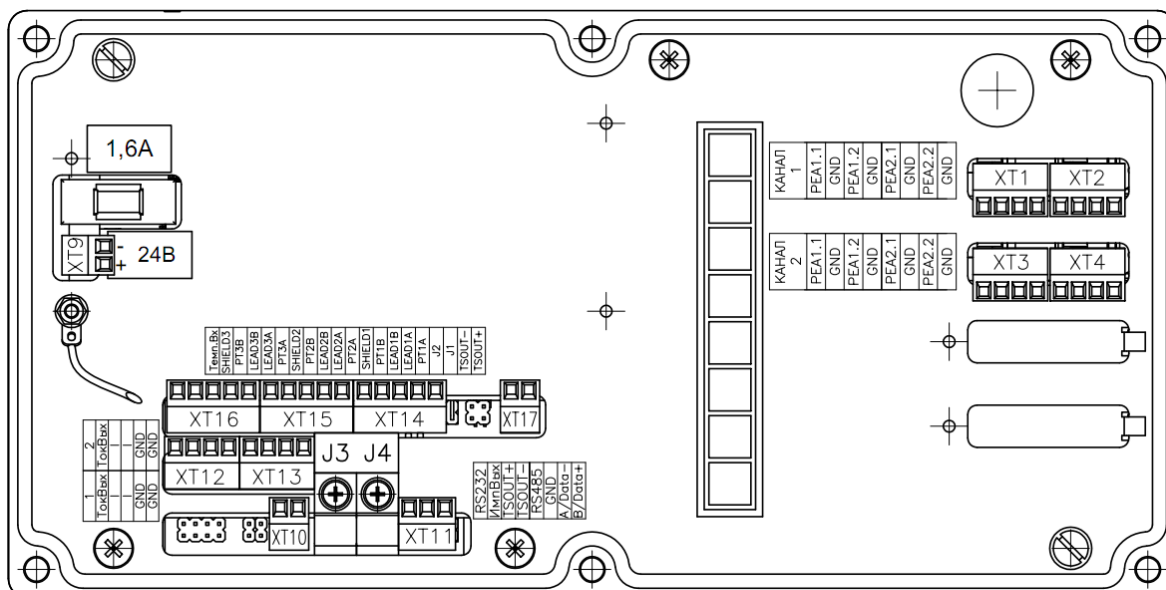 1,6А
XT9
-
+
24В
КАНАЛ 1
PEA1.1
GND
PEA1.2
GND
PEA2.1
GND
PEA2.2
GND
XT1
XT2
КАНАЛ 2
PEA1.1
GND
PEA1.2
GND
PEA2.1
GND
PEA2.2
GND
XT3
XT4
Темп.Вх
SHIELD3
PT3B
LEAD3B
LEAD3A
PT3A
SHIELD2
PT2B
LEAD2B
LEAD2A
PT2A
SHIELD1
PT1B
LEAD1B
LEAD1A
PT1A
J2
J1
TSOUT-
TSOUT+
XT16
XT15
XT14
XT17
2
ТокВых
I
I
GND
GND
1
ТокВых
I
I
GND
GND
XT12
XT13
J3
J4
XT10
XT11
RS232
ИмпВых
TSOUT+
TSOUT-
RS485
GND
A/Data-
B/Data+